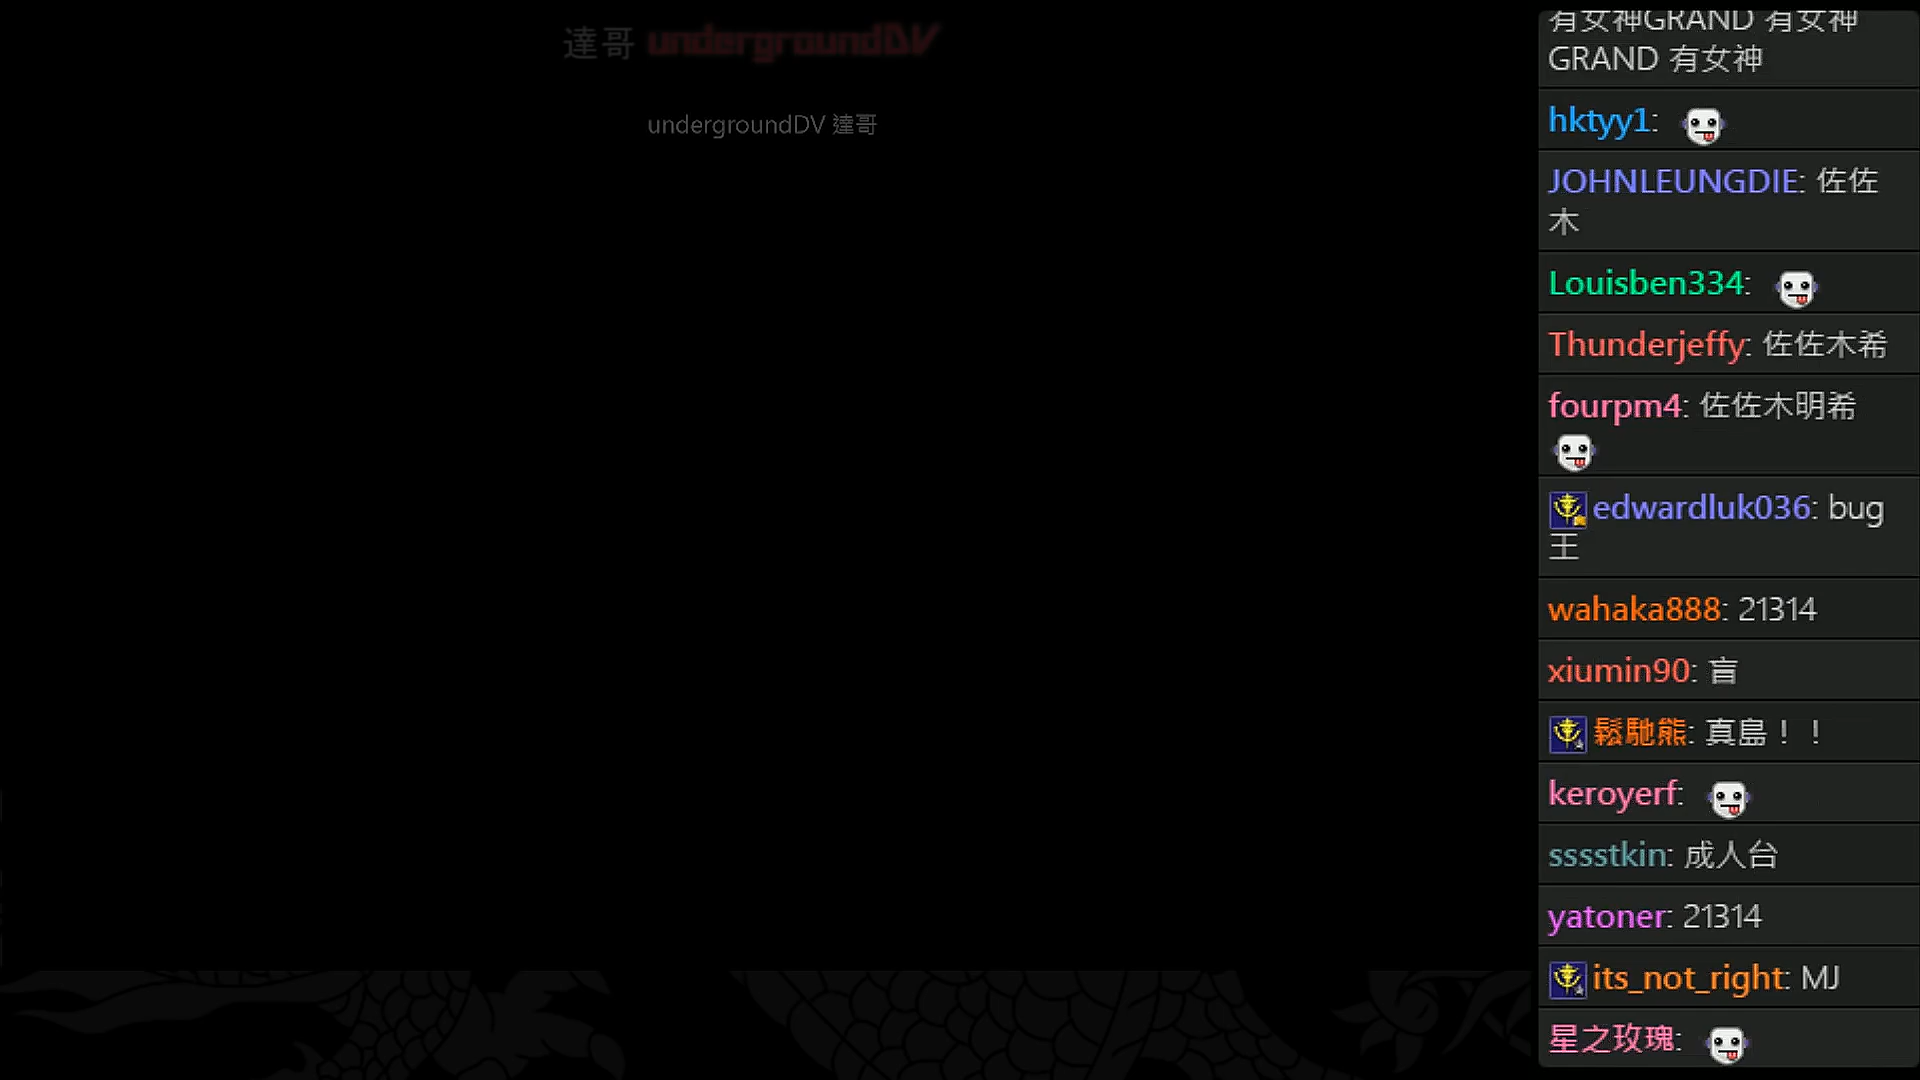 達哥 undergroundDV
undergroundDV 達哥
有女神GRAND 有女神
GRAND 有女神
hktyy1:
JOHNLEUNGDIE: 佐佐
木
Louisben334:
Thunderjeffy: 佐佐木希
fourpm4: 佐佐木明希
edwardluk036: bug
王
wahaka888: 21314
xiumin90: 盲
鬆馳熊: 真島！！
keroyerf:
sssstkin: 成人台
yatoner: 21314
its_not_right: MJ
星之玫瑰: